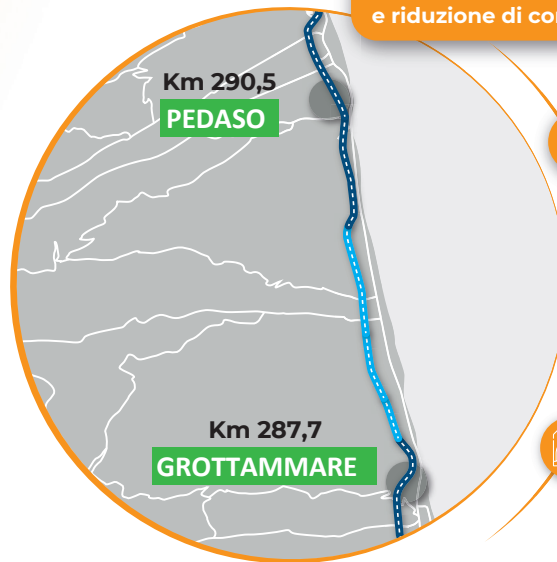 e riduzione di co
Km 290,5
PEDASO
Km 287,7
GROTTAMMARE